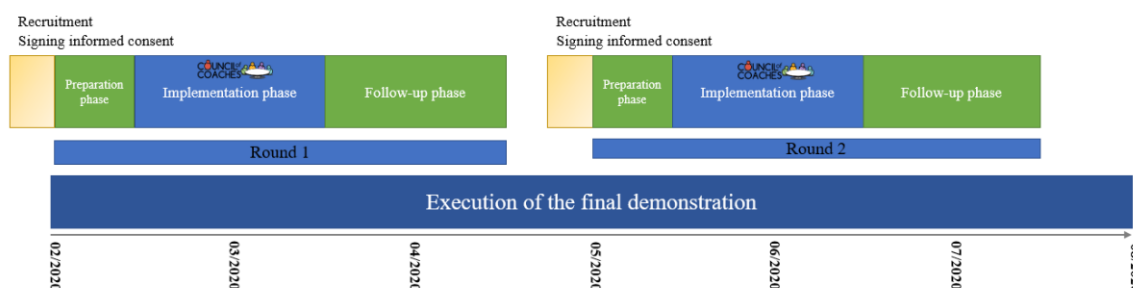 Recruitment
Signing informed consent
Preparation
phase
COUNCIL of
COACHES
Implementation phase
Follow-up phase
Round 1
Recruitment
Signing informed consent
Preparation
phase
COUNCIL of
COACHES
Implementation phase
Follow-up phase
Round 2
Execution of the final demonstration
02/2020
03/2020
04/2020
05/2020
06/2020
07/2020